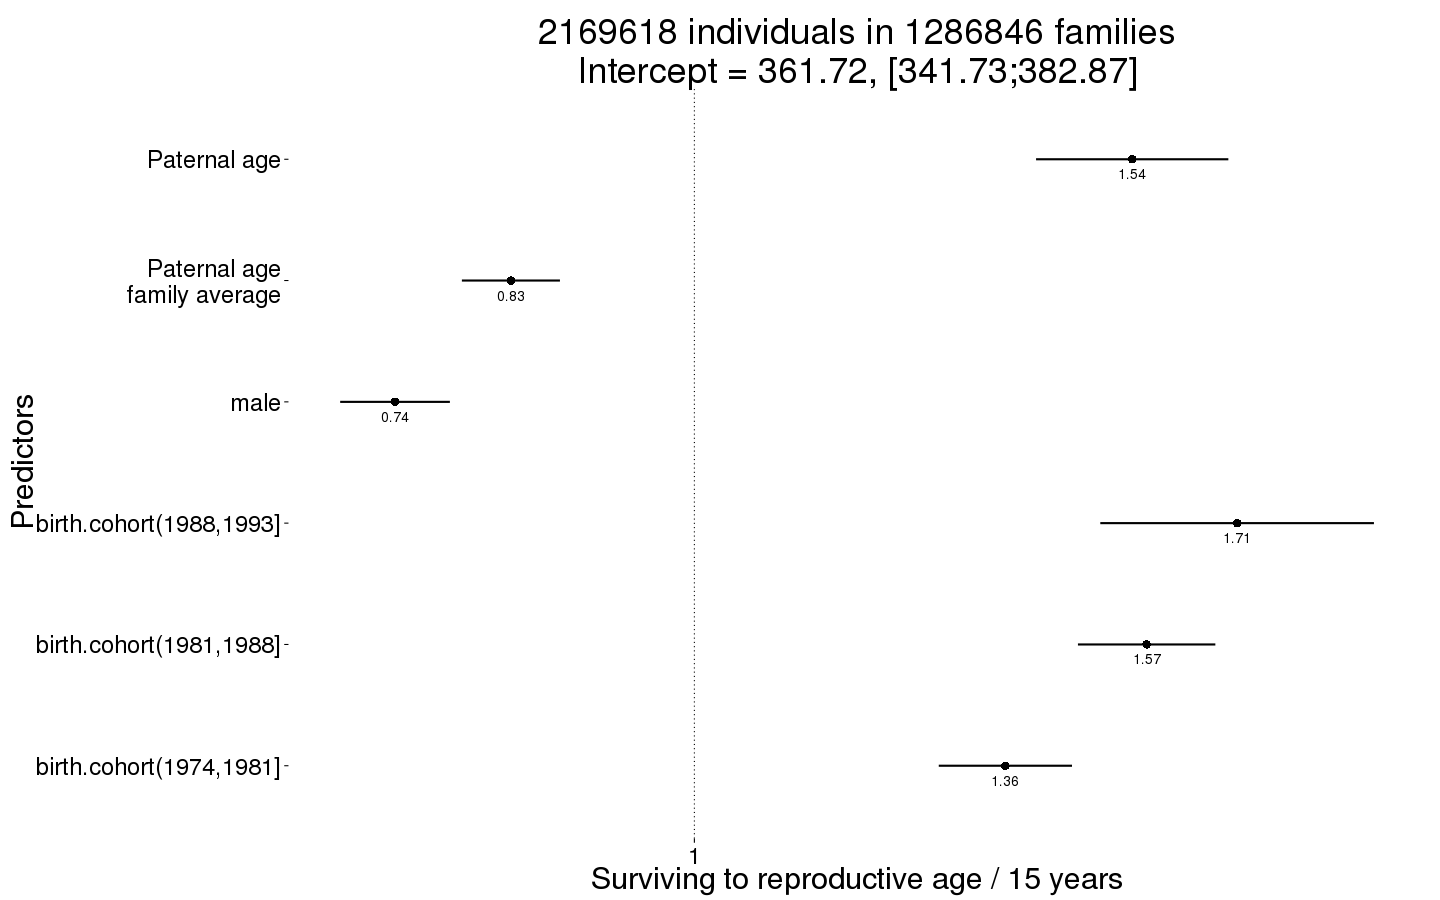 2169618 individuals in 1286846 families
Intercept = 361.72, [341.73;382.87]
Paternal age
1.54
Paternal age
family average
0.83
male
0.74
Predictors
birth.cohort(1988,1993]
1.71
birth.cohort(1981,1988]
1.57
birth.cohort(1974,1981]
1.36
1
Surviving to reproductive age / 15 years